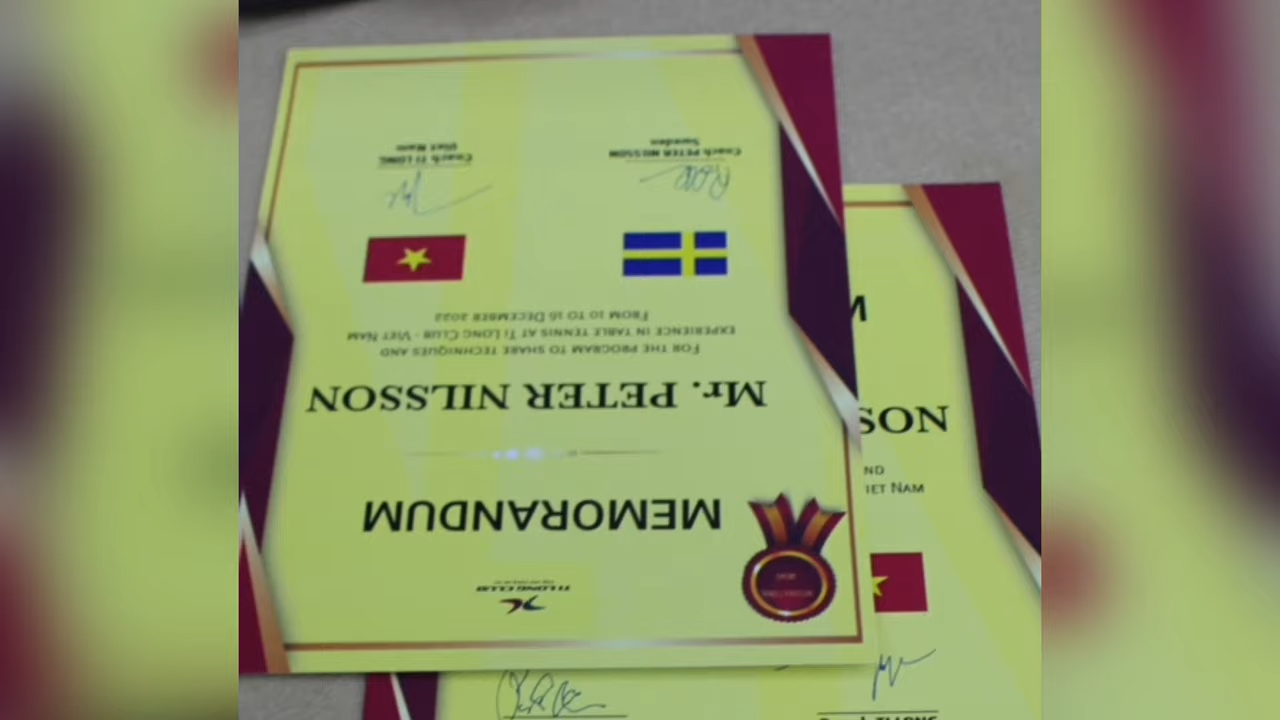 TI LONG CLUB
MEMORANDUM
Mr. PETER NILSSON
FOR THE PROGRAM TO SHARE TECHNIQUES AND
EXPERIENCE IN TABLE TENNIS AT TI LONG CLUB - VIET NAM
FROM 10 TO 16 DECEMBER 2022
Coach PETER NILSSON
Sweden
Coach TI LONG
Viet Nam
M
SON
ND
IET NAM